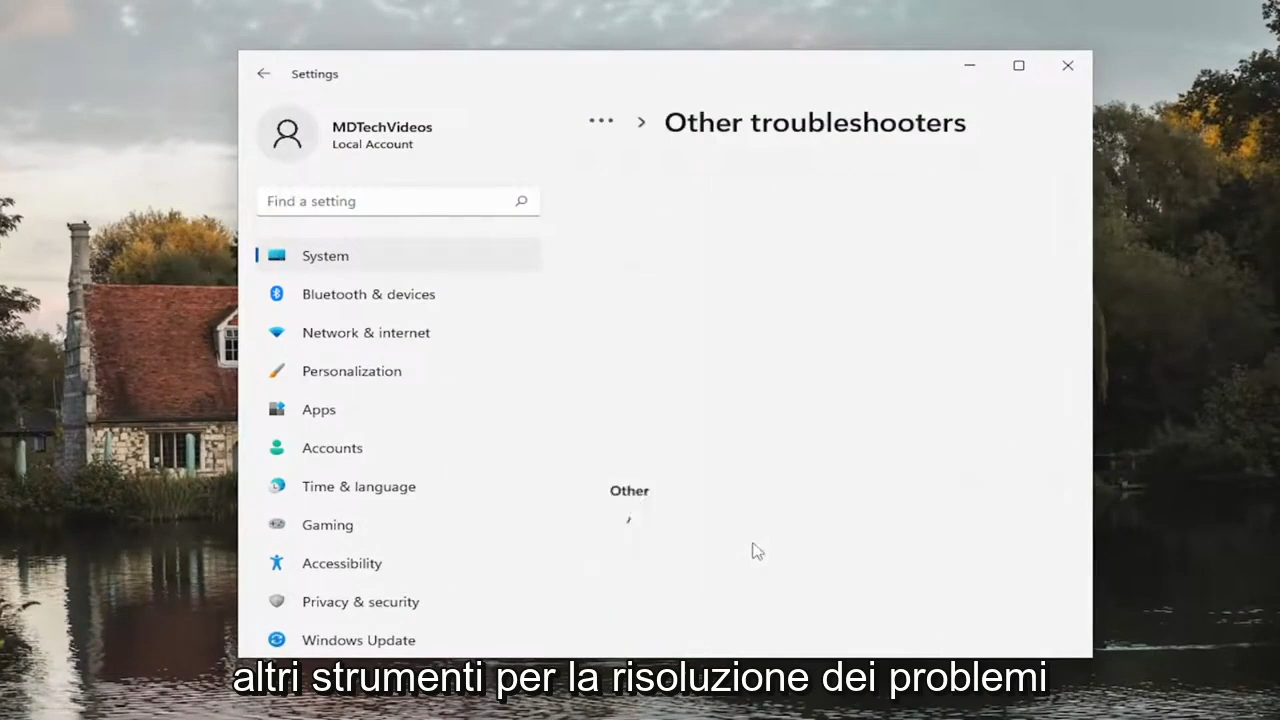 Settings
MDTechVideos
Local Account
Find a setting
System
Bluetooth & devices
Network & internet
Personalization
Apps
Accounts
Time & language
Gaming
Accessibility
Privacy & security
Windows Update
... > Other troubleshooters
Other
altri strumenti per la risoluzione dei problemi